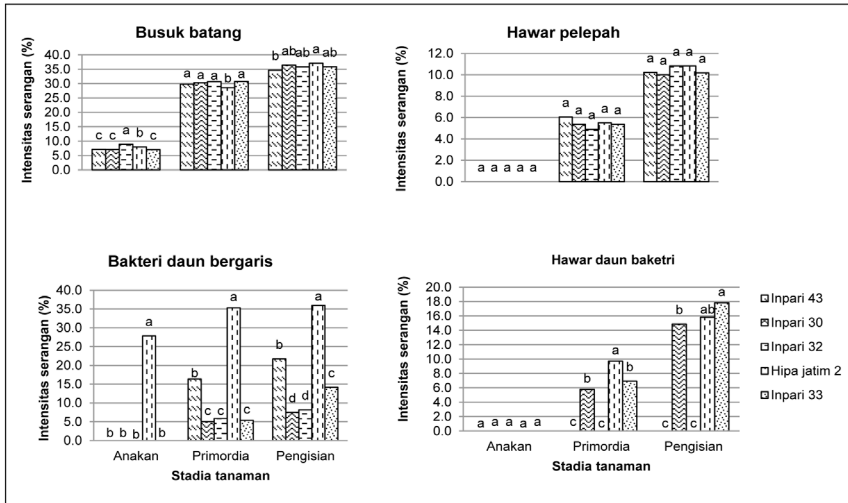 Busuk batang
Intensitas serangan (%)
40.0
35.0
30.0
25.0
20.0
15.0
10.0
5.0
0.0
c c a b c
a a a b a
b ab ab a ab
Hawar pelepah
Intensitas serangan (%)
12.0
10.0
8.0
6.0
4.0
2.0
0.0
a a a a a
a a a a a
a a a a a
Bakteri daun bergaris
Intensitas serangan (%)
40.0
35.0
30.0
25.0
20.0
15.0
10.0
5.0
0.0
b b b a b
b c c a c
b d d a c
Anakan Primordia Pengisian
Stadia tanaman
Hawar daun baketri
Intensitas serangan (%)
20.0
18.0
16.0
14.0
12.0
10.0
8.0
6.0
4.0
2.0
0.0
a a a a a
c b c a b
c b c ab a
Anakan Primordia Pengisian
Stadia tanaman
Inpari 43
Inpari 30
Inpari 32
Hipa jatim 2
Inpari 33